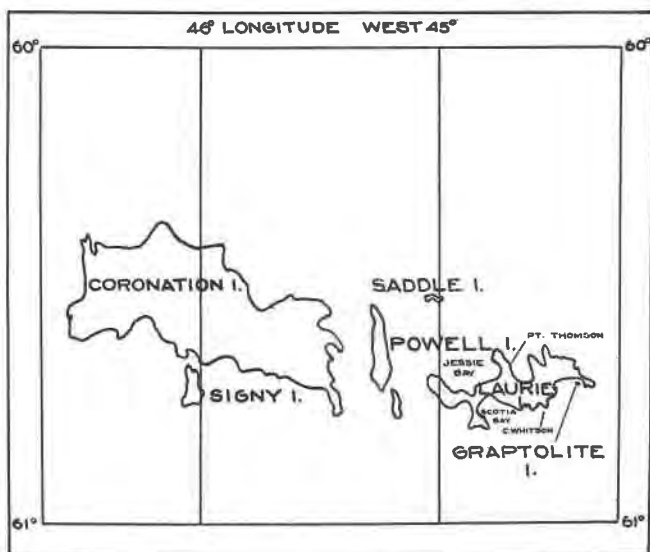 46° LONGITUDE WEST 45°
60°
60°
CORONATION I.
SADDLE I.
POWELL I.
PT. THOMSON
JESSIE
BAY
LAURIE
SIGNY I.
SCOTIA
BAY
C.WHITSON
GRAPTOLITE
I.
61°
61°